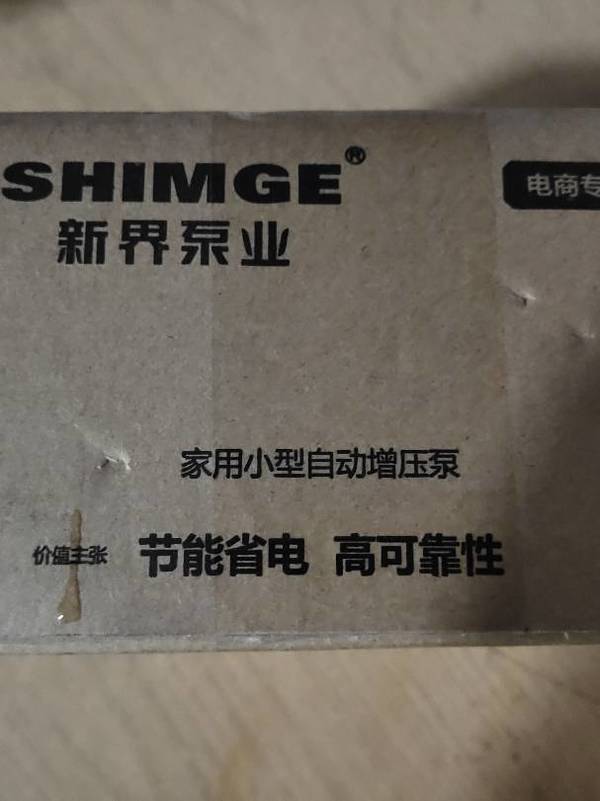 SHIMGE®
电商专
新界泵业
家用小型自动增压泵
价值主张 节能省电 高可靠性